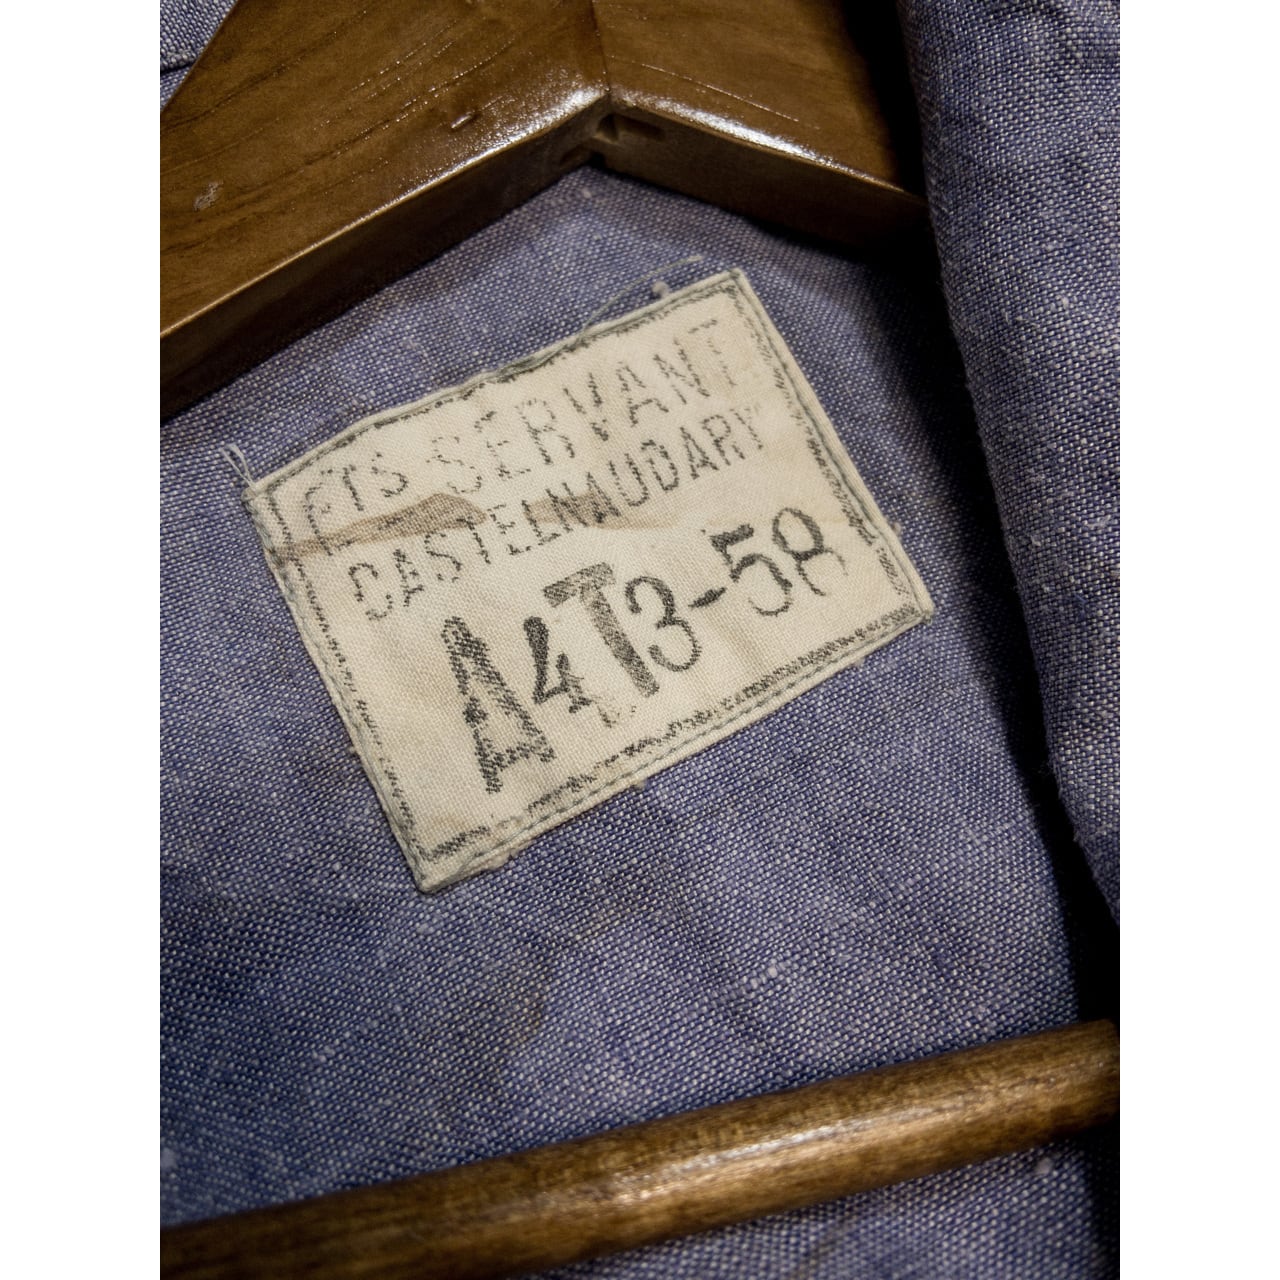 ETS SERVANT
CASTELNAUDARY
A4T3-58